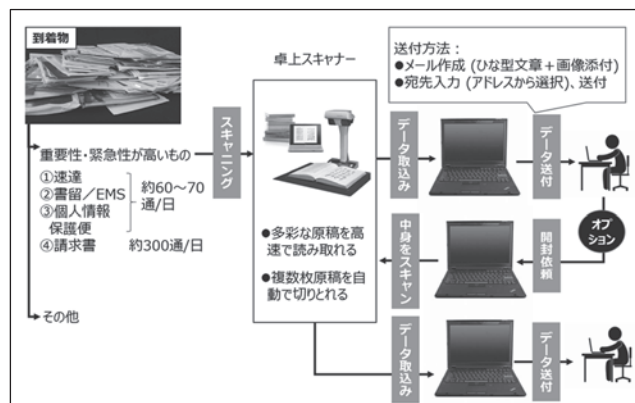 到着物
重要性・緊急性が高いもの
①速達
②書留／EMS
③個人情報
保護便
約60～70
通/日
④請求書 約300通/日
その他
スキャニング
卓上スキャナー
●多彩な原稿を高
速で読み取れる
●複数枚原稿を自
動で切りとれる
データ取込み
送付方法：
●メール作成 (ひな型文章＋画像添付)
●宛先入力 (アドレスから選択)、送付
データ送付
オプ
ション
開封依頼
中身をスキャン
データ取込み
データ送付